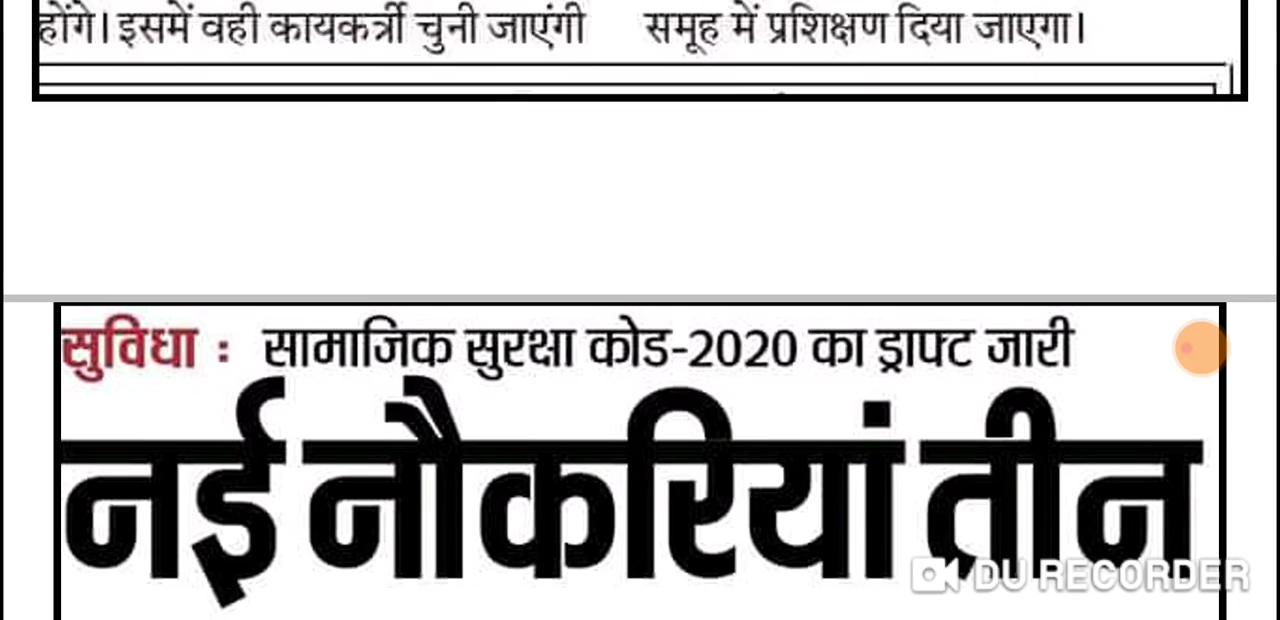 होंगे। इसमें वही कायकर्त्री चुनी जाएंगी समूह में प्रशिक्षण दिया जाएगा।
सुविधा : सामाजिक सुरक्षा कोड-2020 का ड्राफ्ट जारी
नई नौकरियां तीन
DU RECORDER